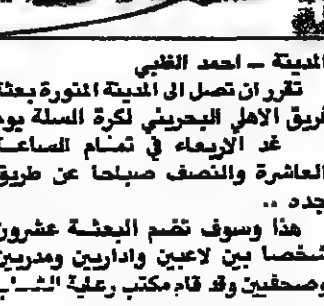 المدينة – احمد الظبي
تقرر ان تصل الى المدينة المنورة بعثة
فريق الاهلي البحريني لكرة السلة يوم
غد الاربعاء في تمام الساعة
العاشرة والنصف صباحا عن طريق
جده ..
هذا وسوف تضم البعثة عشرون
شخصا بين لاعبين واداريين ومدربين
وصحفيين وقد قام مكتب رعاية الشباب